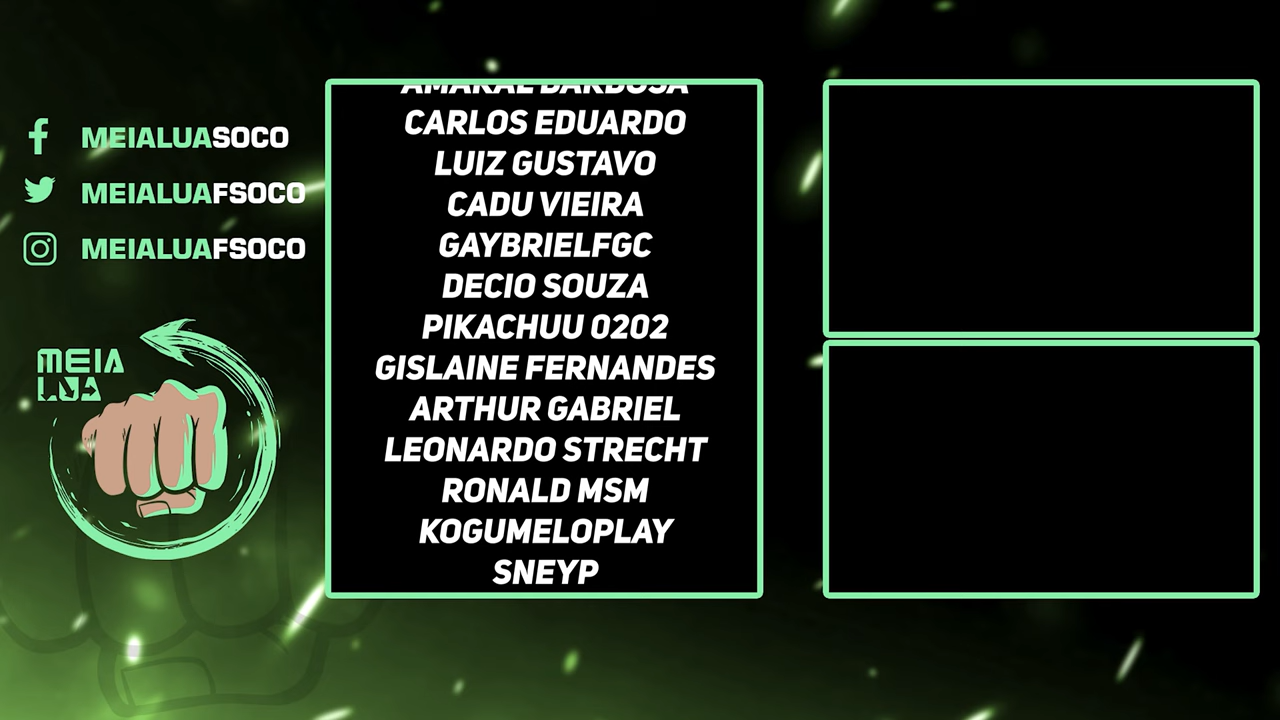 MEIALUASOCO
MEIALUAFSOCO
MEIALUAFSOCO
MEIA
LUA
CARLOS EDUARDO
LUIZ GUSTAVO
CADU VIEIRA
GAYBRIELFGC
DECIO SOUZA
PIKACHUU 0202
GISLAINE FERNANDES
ARTHUR GABRIEL
LEONARDO STRECHT
RONALD MSM
KOGUMELOPLAY
SNEYP